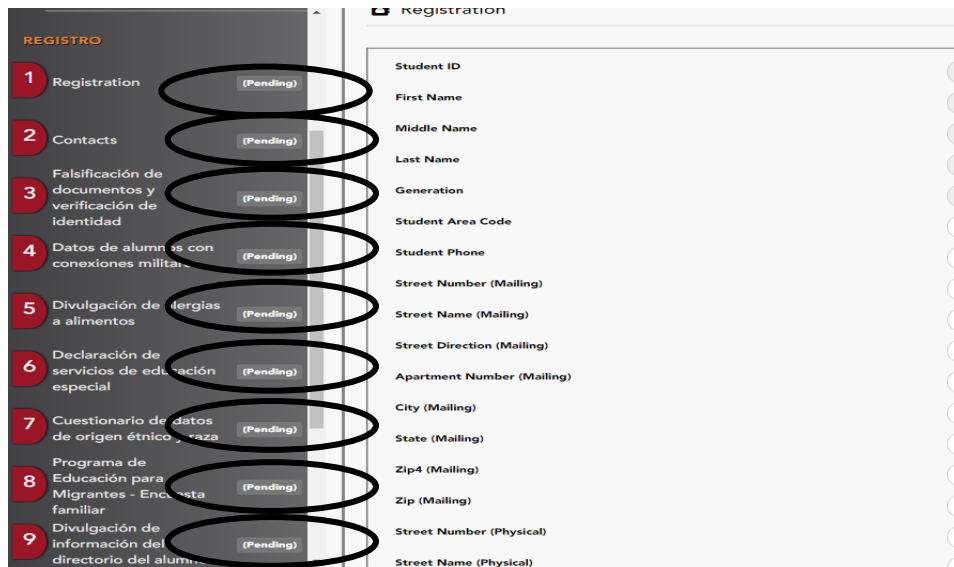 REGISTRO
1 Registration (Pending)
2 Contacts (Pending)
3 Falsificación de
documentos y
verificación de
identidad
(Pending)
4 Datos de alumnos con
conexiones militares
(Pending)
5 Divulgación de alergias
a alimentos
(Pending)
6 Declaración de
servicios de educación
especial
(Pending)
7 Cuestionario de datos
de origen étnico y raza
(Pending)
8 Programa de
Educación para
Migrantes - Encuesta
familiar
(Pending)
9 Divulgación de
información del
directorio del alumno
(Pending)
Registration
Student ID
First Name
Middle Name
Last Name
Generation
Student Area Code
Student Phone
Street Number (Mailing)
Street Name (Mailing)
Street Direction (Mailing)
Apartment Number (Mailing)
City (Mailing)
State (Mailing)
Zip4 (Mailing)
Zip (Mailing)
Street Number (Physical)
Street Name (Physical)